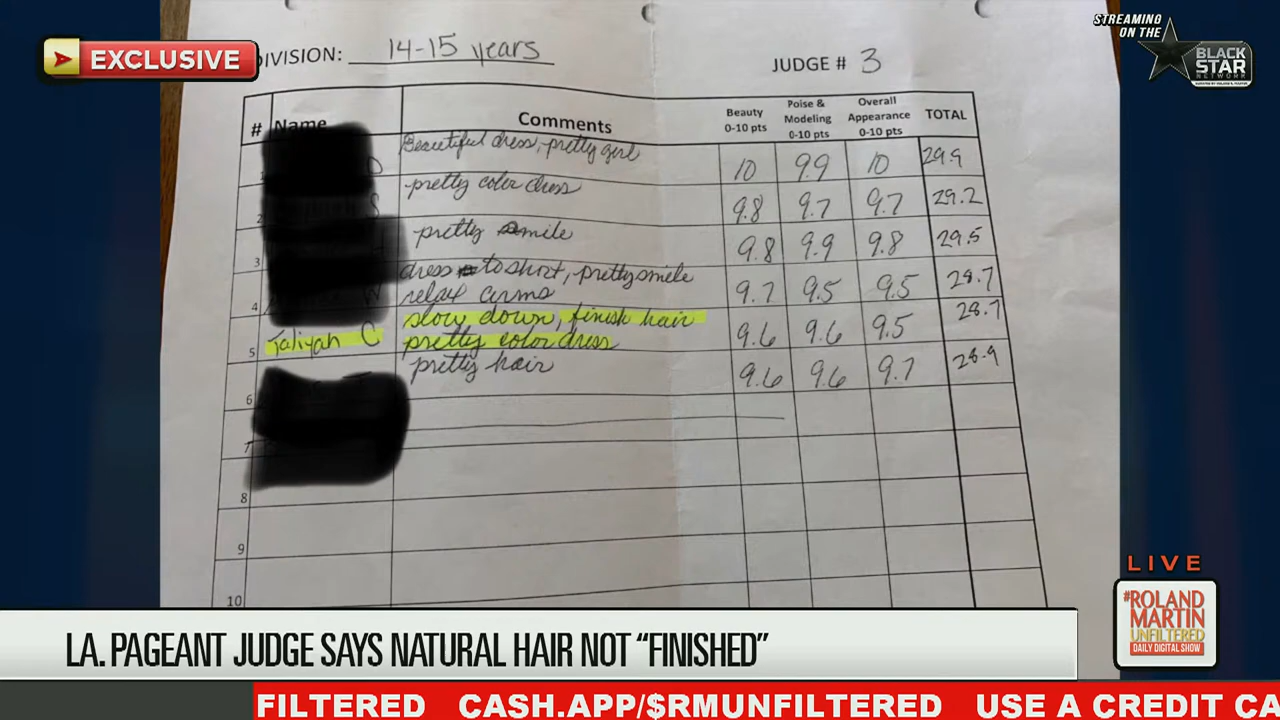 STREAMING
ON THE
BLACK
STAR
NETWORK
EXCLUSIVE
DIVISION: 14-15 years
JUDGE # 3
# Name Comments Beauty 0-10 pts Poise & Modeling 0-10 pts Overall Appearance 0-10 pts TOTAL
Beautiful dress, pretty girl 10 9.9 10 29.9
2 pretty color dress 9.8 9.7 9.7 29.2
3 pretty smile 9.8 9.9 9.8 29.5
4 dress to short, pretty smile
relax arms 9.7 9.5 9.5 28.7
5 Taliyah C slow down, finish hair
pretty color dress 9.6 9.6 9.5 28.7
6 pretty hair 9.6 9.6 9.7 28.9
7
8
9
10
LIVE
#ROLAND
MARTIN
UNFILTERED
DAILY DIGITAL SHOW
LA. PAGEANT JUDGE SAYS NATURAL HAIR NOT "FINISHED"
FILTERED CASH.APP/$RMUNFILTERED USE A CREDIT CA